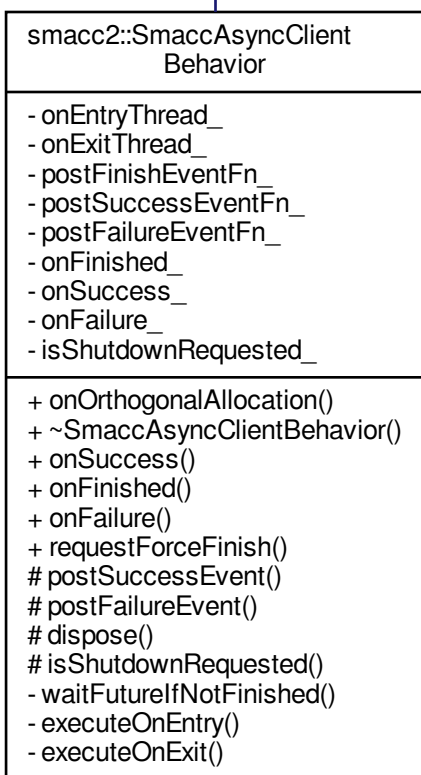 smacc2::SmaccAsyncClient
Behavior
- onEntryThread_
- onExitThread_
- postFinishEventFn_
- postSuccessEventFn_
- postFailureEventFn_
- onFinished_
- onSuccess_
- onFailure_
- isShutdownRequested_
+ onOrthogonalAllocation()
+ ~SmaccAsyncClientBehavior()
+ onSuccess()
+ onFinished()
+ onFailure()
+ requestForceFinish()
# postSuccessEvent()
# postFailureEvent()
# dispose()
# isShutdownRequested()
- waitFutureIfNotFinished()
- executeOnEntry()
- executeOnExit()